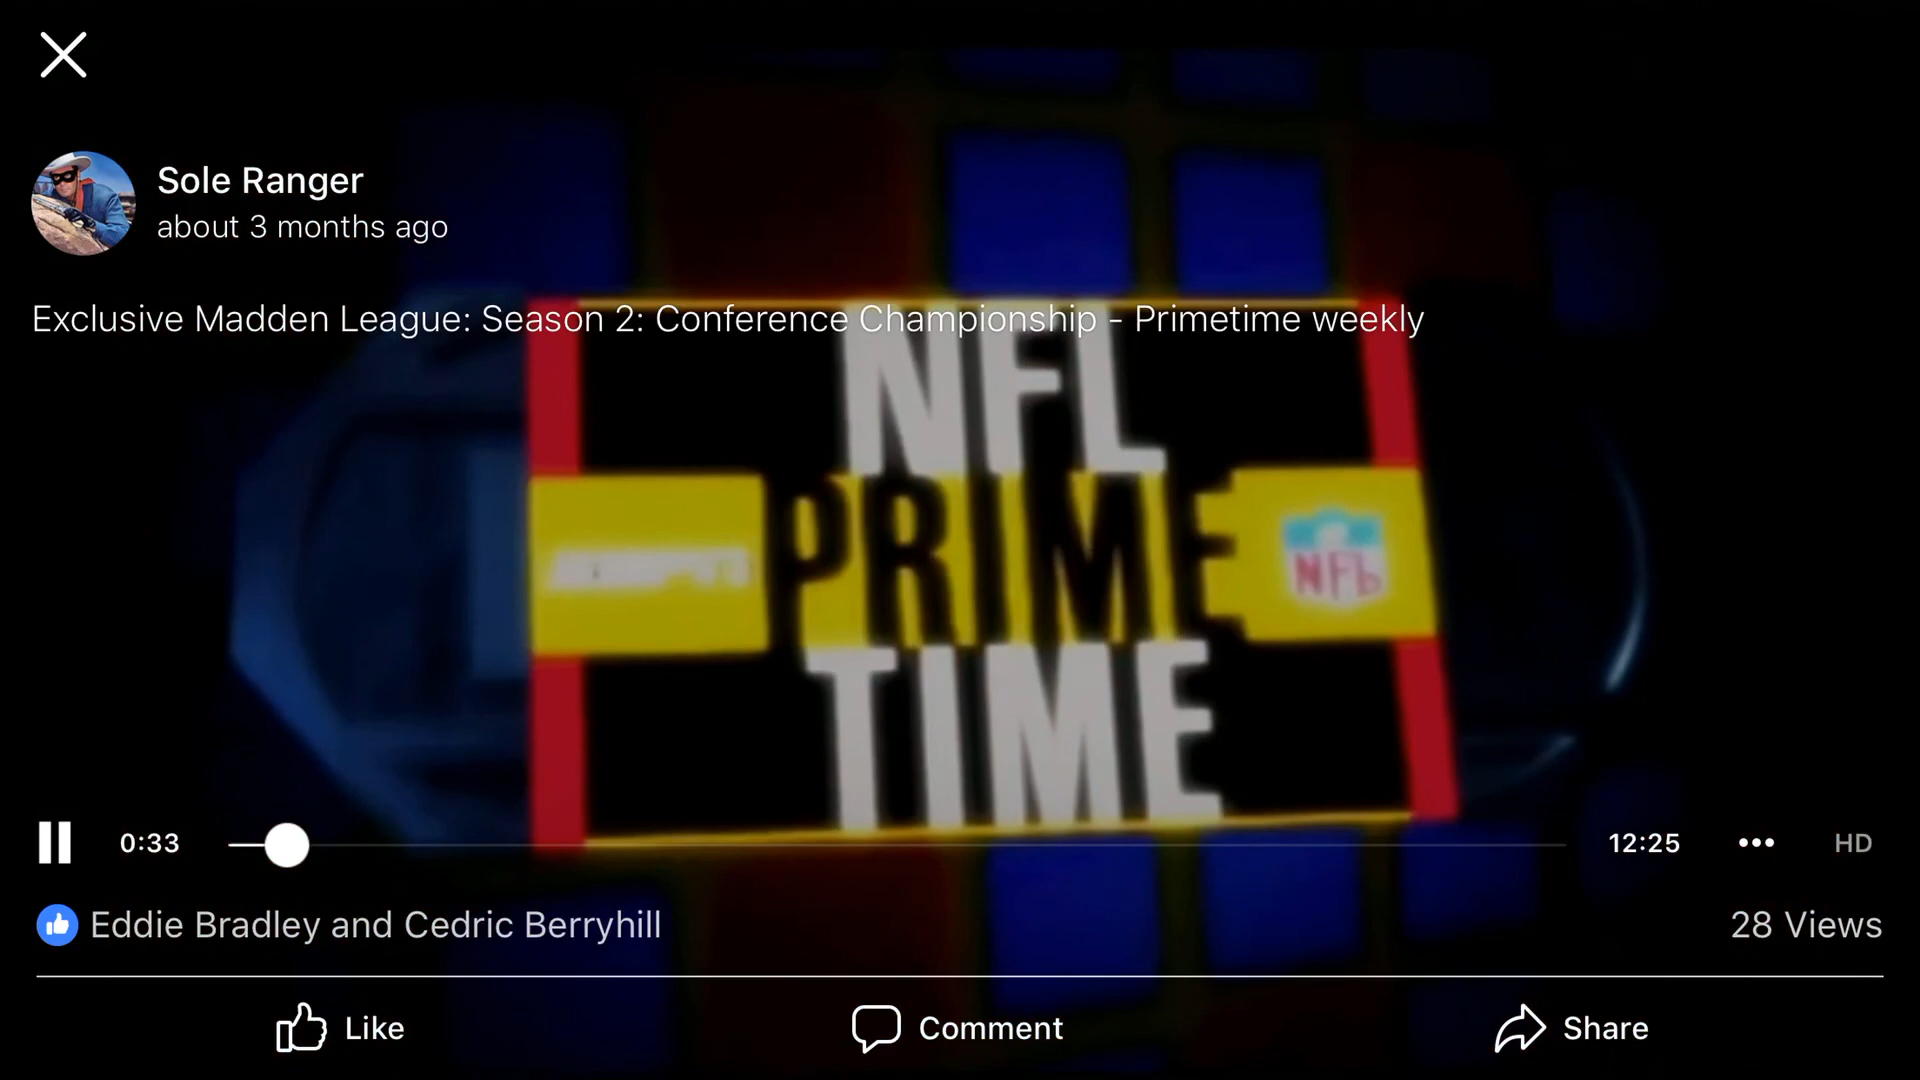 Sole Ranger
about 3 months ago
Exclusive Madden League: Season 2: Conference Championship - Primetime weekly
NFL
PRIME
NFL
TIME
0:33
12:25
HD
Eddie Bradley and Cedric Berryhill
28 Views
Like
Comment
Share